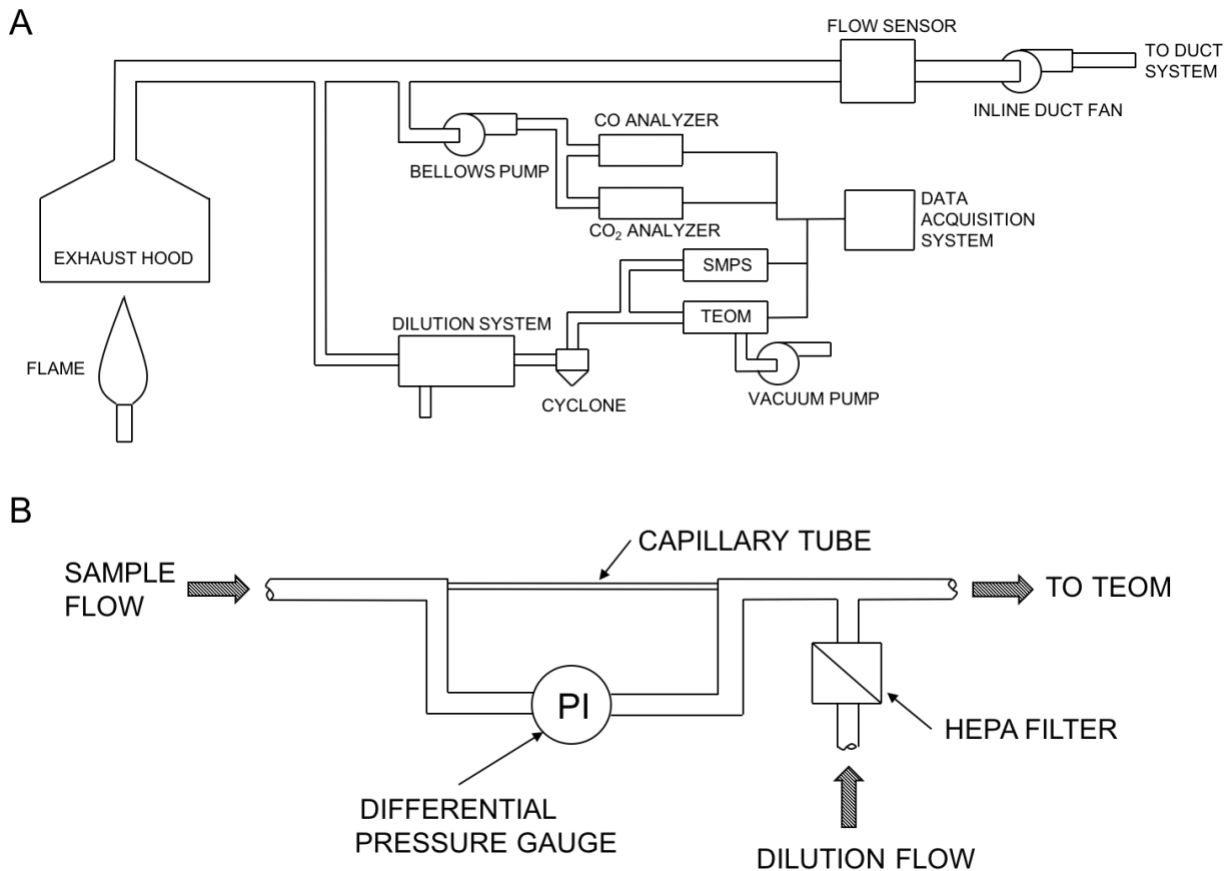 A
FLOW SENSOR
TO DUCT
SYSTEM
INLINE DUCT FAN
CO ANALYZER
BELLOWS PUMP
CO₂ ANALYZER
DATA
ACQUISITION
SYSTEM
EXHAUST HOOD
SMPS
TEOM
DILUTION SYSTEM
FLAME
CYCLONE
VACUUM PUMP
B
CAPILLARY TUBE
SAMPLE
FLOW
TO TEOM
PI
HEPA FILTER
DIFFERENTIAL
PRESSURE GAUGE
DILUTION FLOW